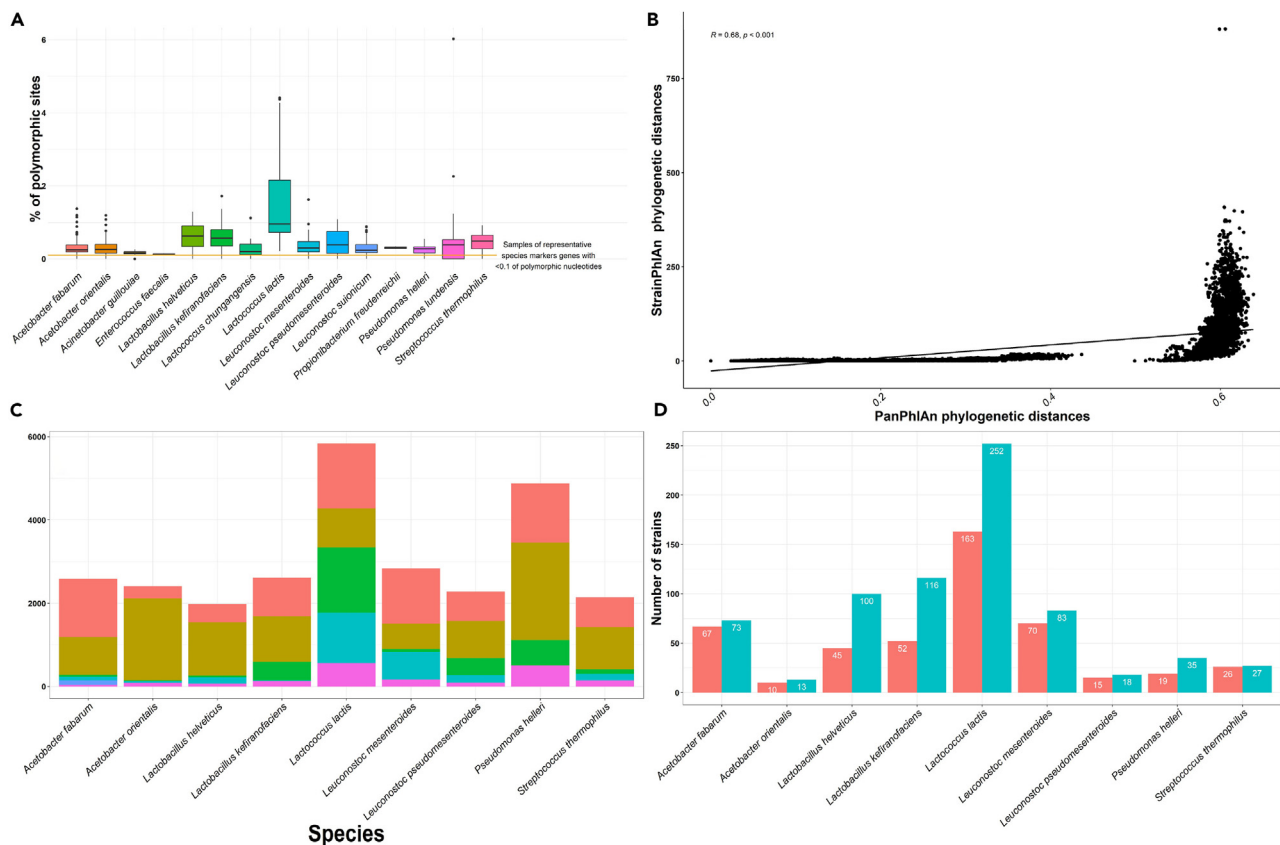 A
% of polymorphic sites
6
4
2
0
Samples of representative
species markers genes with
<0.1 of polymorphic nucleotides
Acetobacter fabarum
Acetobacter orientalis
Acinetobacter guillouiae
Enterococcus faecalis
Lactobacillus helveticus
Lactobacillus kefiranofaciens
Lactococcus chungangensis
Lactococcus lactis
Leuconostoc mesenteroides
Leuconostoc pseudomesenteroides
Leuconostoc suionicum
Propionibacterium freudenreichii
Pseudomonas helleri
Pseudomonas lundensis
Streptococcus thermophilus
B
R = 0.68, p < 0.001
StrainPhlAn phylogenetic distances
750
500
250
0
0.0
0.2
0.4
0.6
PanPhlAn phylogenetic distances
C
6000
4000
2000
0
Acetobacter fabarum
Acetobacter orientalis
Lactobacillus helveticus
Lactobacillus kefiranofaciens
Lactococcus lactis
Leuconostoc mesenteroides
Leuconostoc pseudomesenteroides
Pseudomonas helleri
Streptococcus thermophilus
Species
D
Number of strains
250
200
150
100
50
0
67
73
10
13
45
100
52
116
163
252
70
83
15
18
19
35
26
27
Acetobacter fabarum
Acetobacter orientalis
Lactobacillus helveticus
Lactobacillus kefiranofaciens
Lactococcus lactis
Leuconostoc mesenteroides
Leuconostoc pseudomesenteroides
Pseudomonas helleri
Streptococcus thermophilus